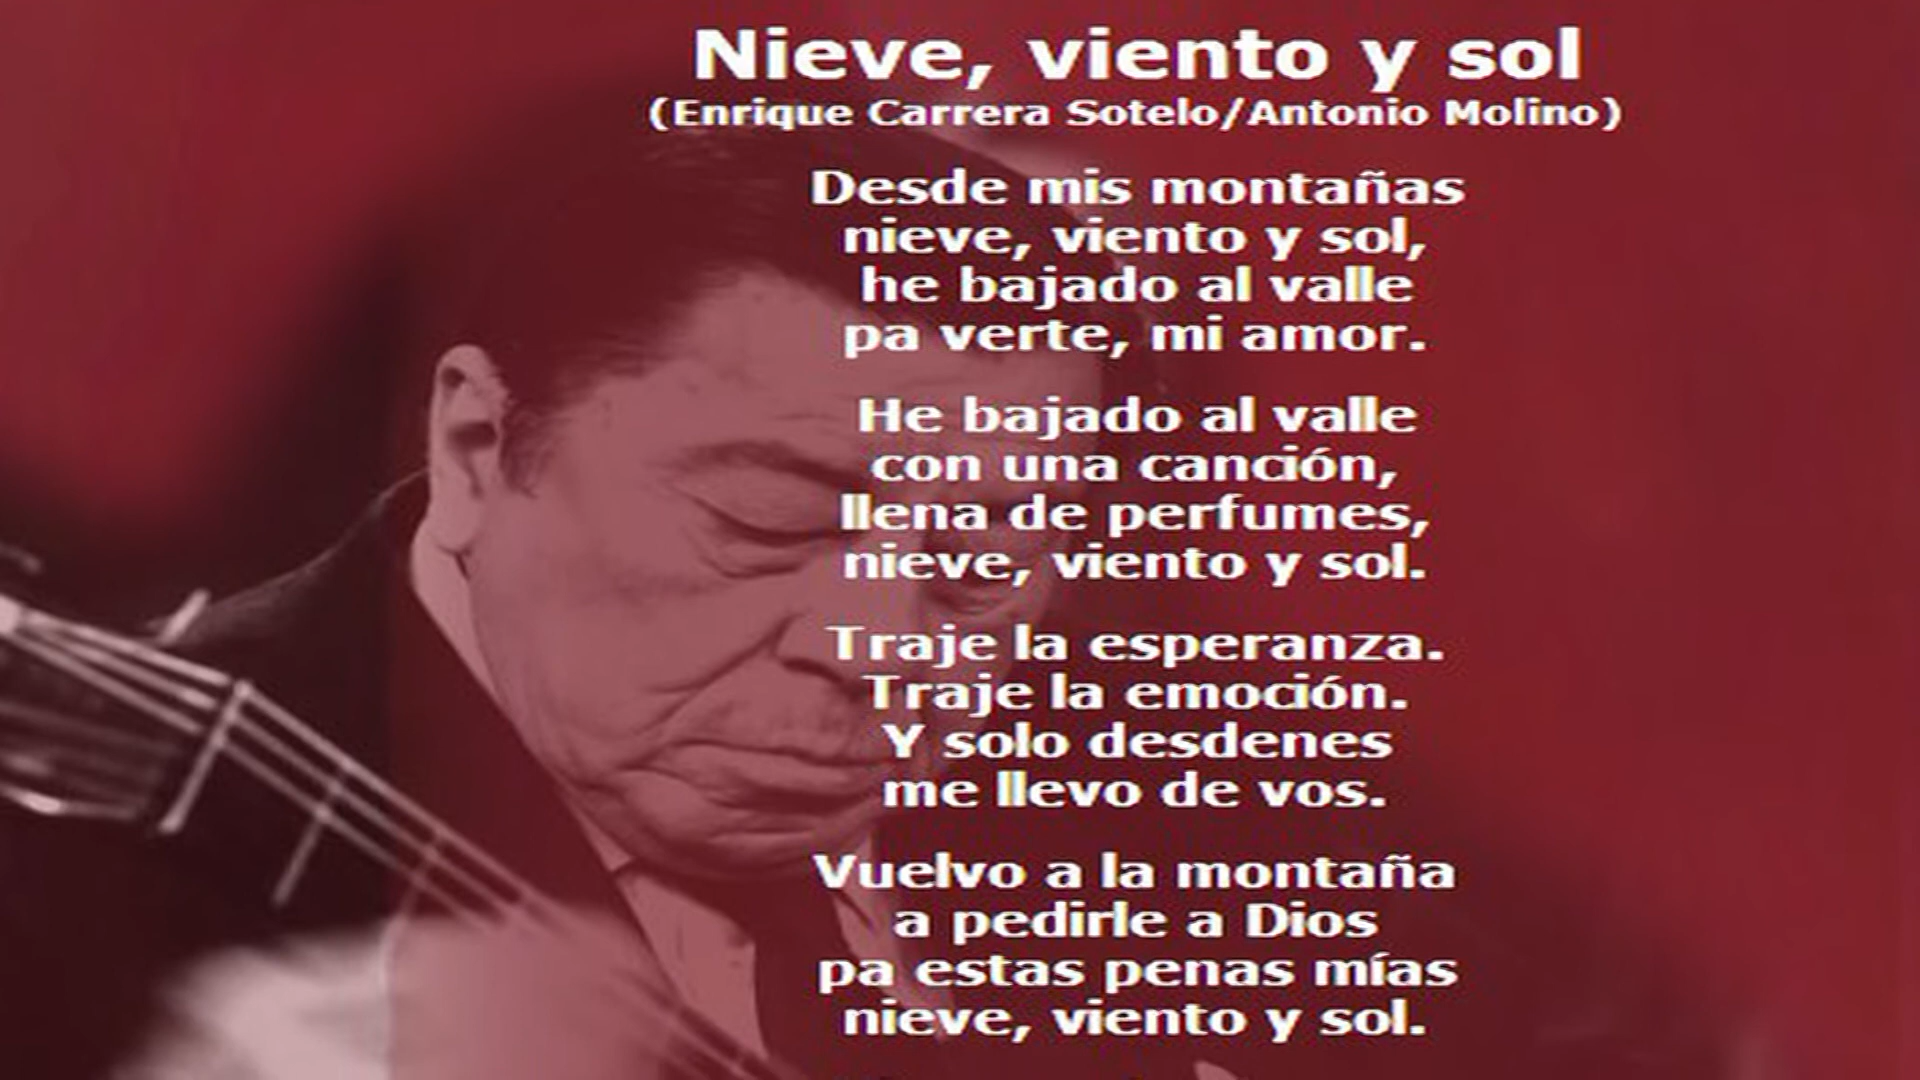 Nieve, viento y sol
(Enrique Carrera Sotelo/Antonio Molino)
Desde mis montañas
nieve, viento y sol,
he bajado al valle
pa verte, mi amor.
He bajado al valle
con una canción,
llena de perfumes,
nieve, viento y sol.
Traje la esperanza.
Traje la emoción.
Y solo desdenes
me llevo de vos.
Vuelvo a la montaña
a pedirle a Dios
pa estas penas mías
nieve, viento y sol.